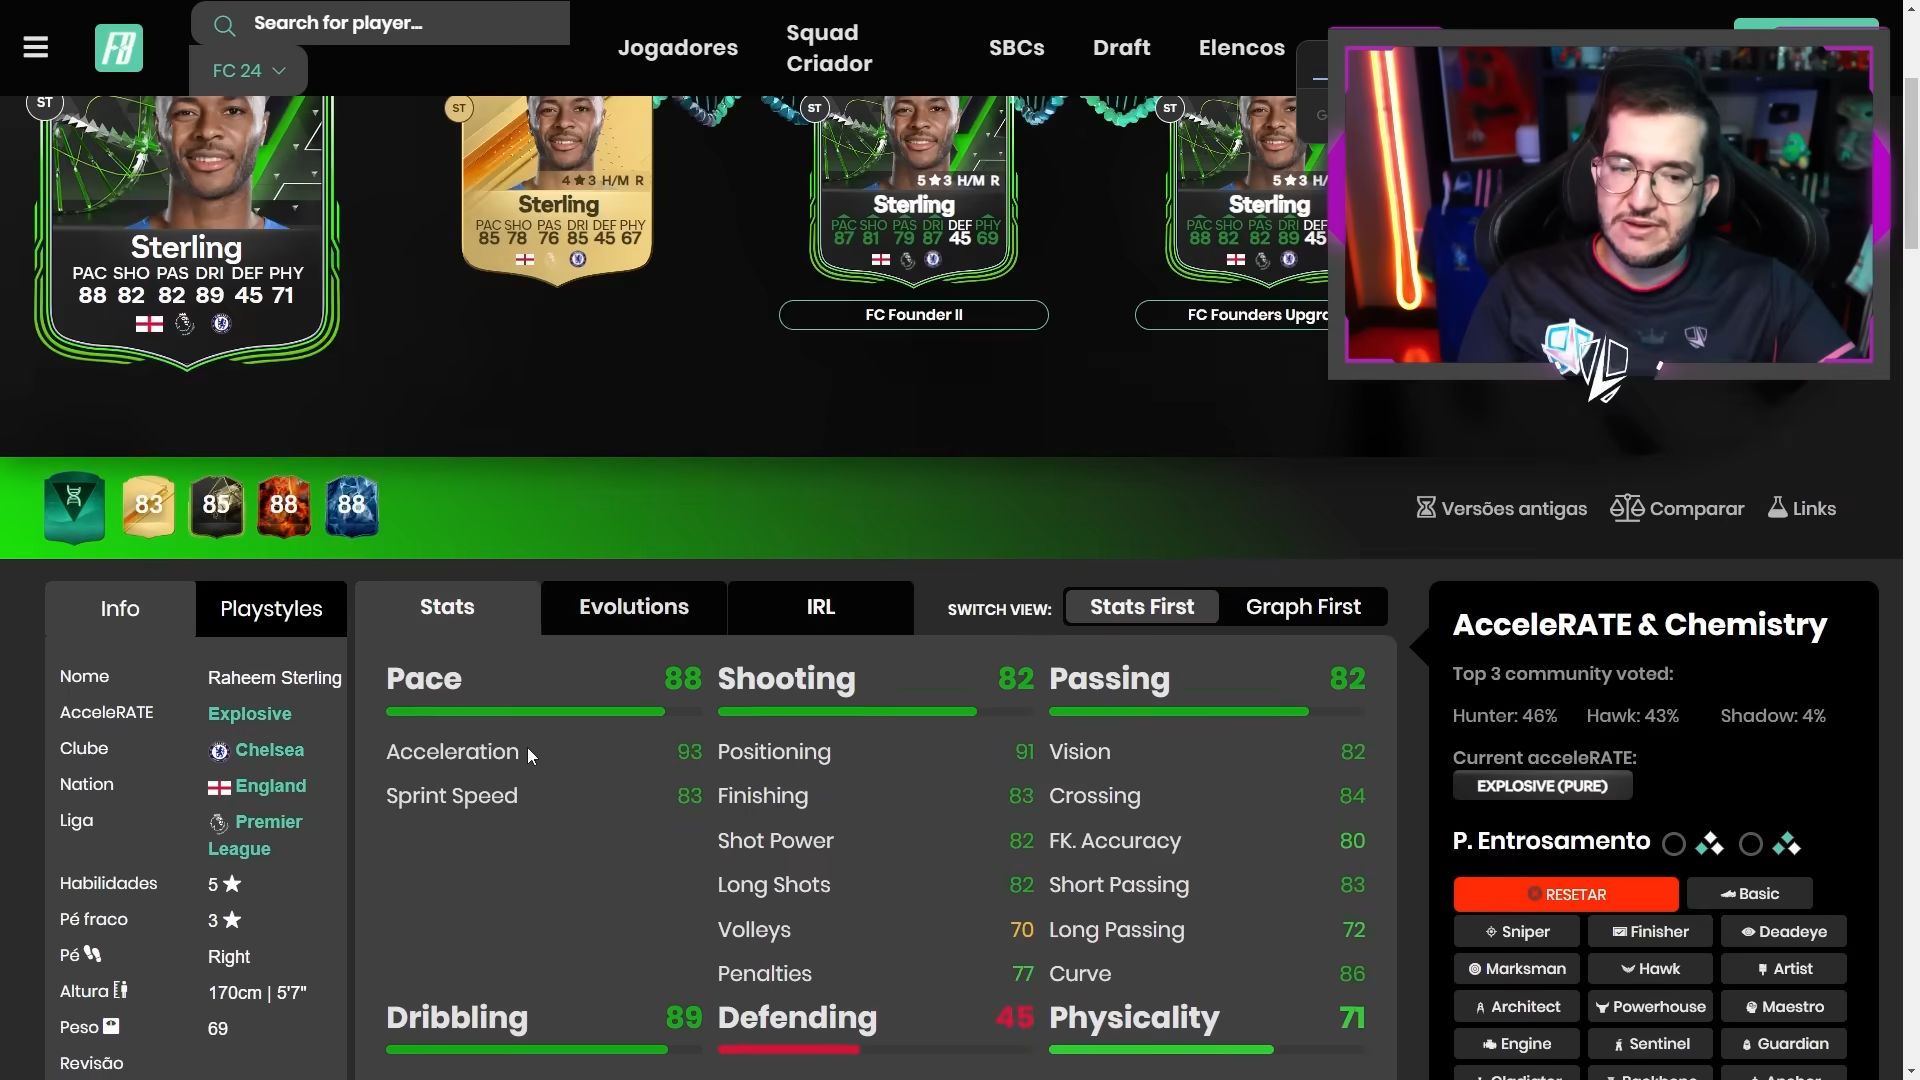 Search for player...
FC 24
Jogadores
Squad
Criador
SBCs
Draft
Elencos
ST
Sterling
PAC SHO PAS DRI DEF PHY
88 82 82 89 45 71
ST
4★3 H/M R
Sterling
PAC SHO PAS DRI DEF PHY
85 78 76 85 45 67
ST
5★3 H/M R
Sterling
PAC SHO PAS DRI DEF PHY
87 81 79 87 45 69
FC Founder II
ST
5★3 H/
Sterling
PAC SHO PAS DRI DEF
88 82 82 89 45
FC Founders Upgra
83
85
88
88
Versões antigas
Comparar
Links
Info
Playstyles
Nome Raheem Sterling
AcceleRATE Explosive
Clube Chelsea
Nation England
Liga Premier
League
Habilidades 5 ★
Pé fraco 3 ★
Pé Right
Altura 170cm | 5'7"
Peso 69
Revisão
Stats
Evolutions
IRL
SWITCH VIEW:
Stats First
Graph First
Pace 88
Acceleration 93
Sprint Speed 83
Shooting 82
Positioning 91
Finishing 83
Shot Power 82
Long Shots 82
Volleys 70
Penalties 77
Passing 82
Vision 82
Crossing 84
FK. Accuracy 80
Short Passing 83
Long Passing 72
Curve 86
Dribbling 89
Defending 45
Physicality 71
AcceleRATE & Chemistry
Top 3 community voted:
Hunter: 46% Hawk: 43% Shadow: 4%
Current acceleRATE:
EXPLOSIVE (PURE)
P. Entrosamento
RESETAR
Basic
Sniper
Finisher
Deadeye
Marksman
Hawk
Artist
Architect
Powerhouse
Maestro
Engine
Sentinel
Guardian